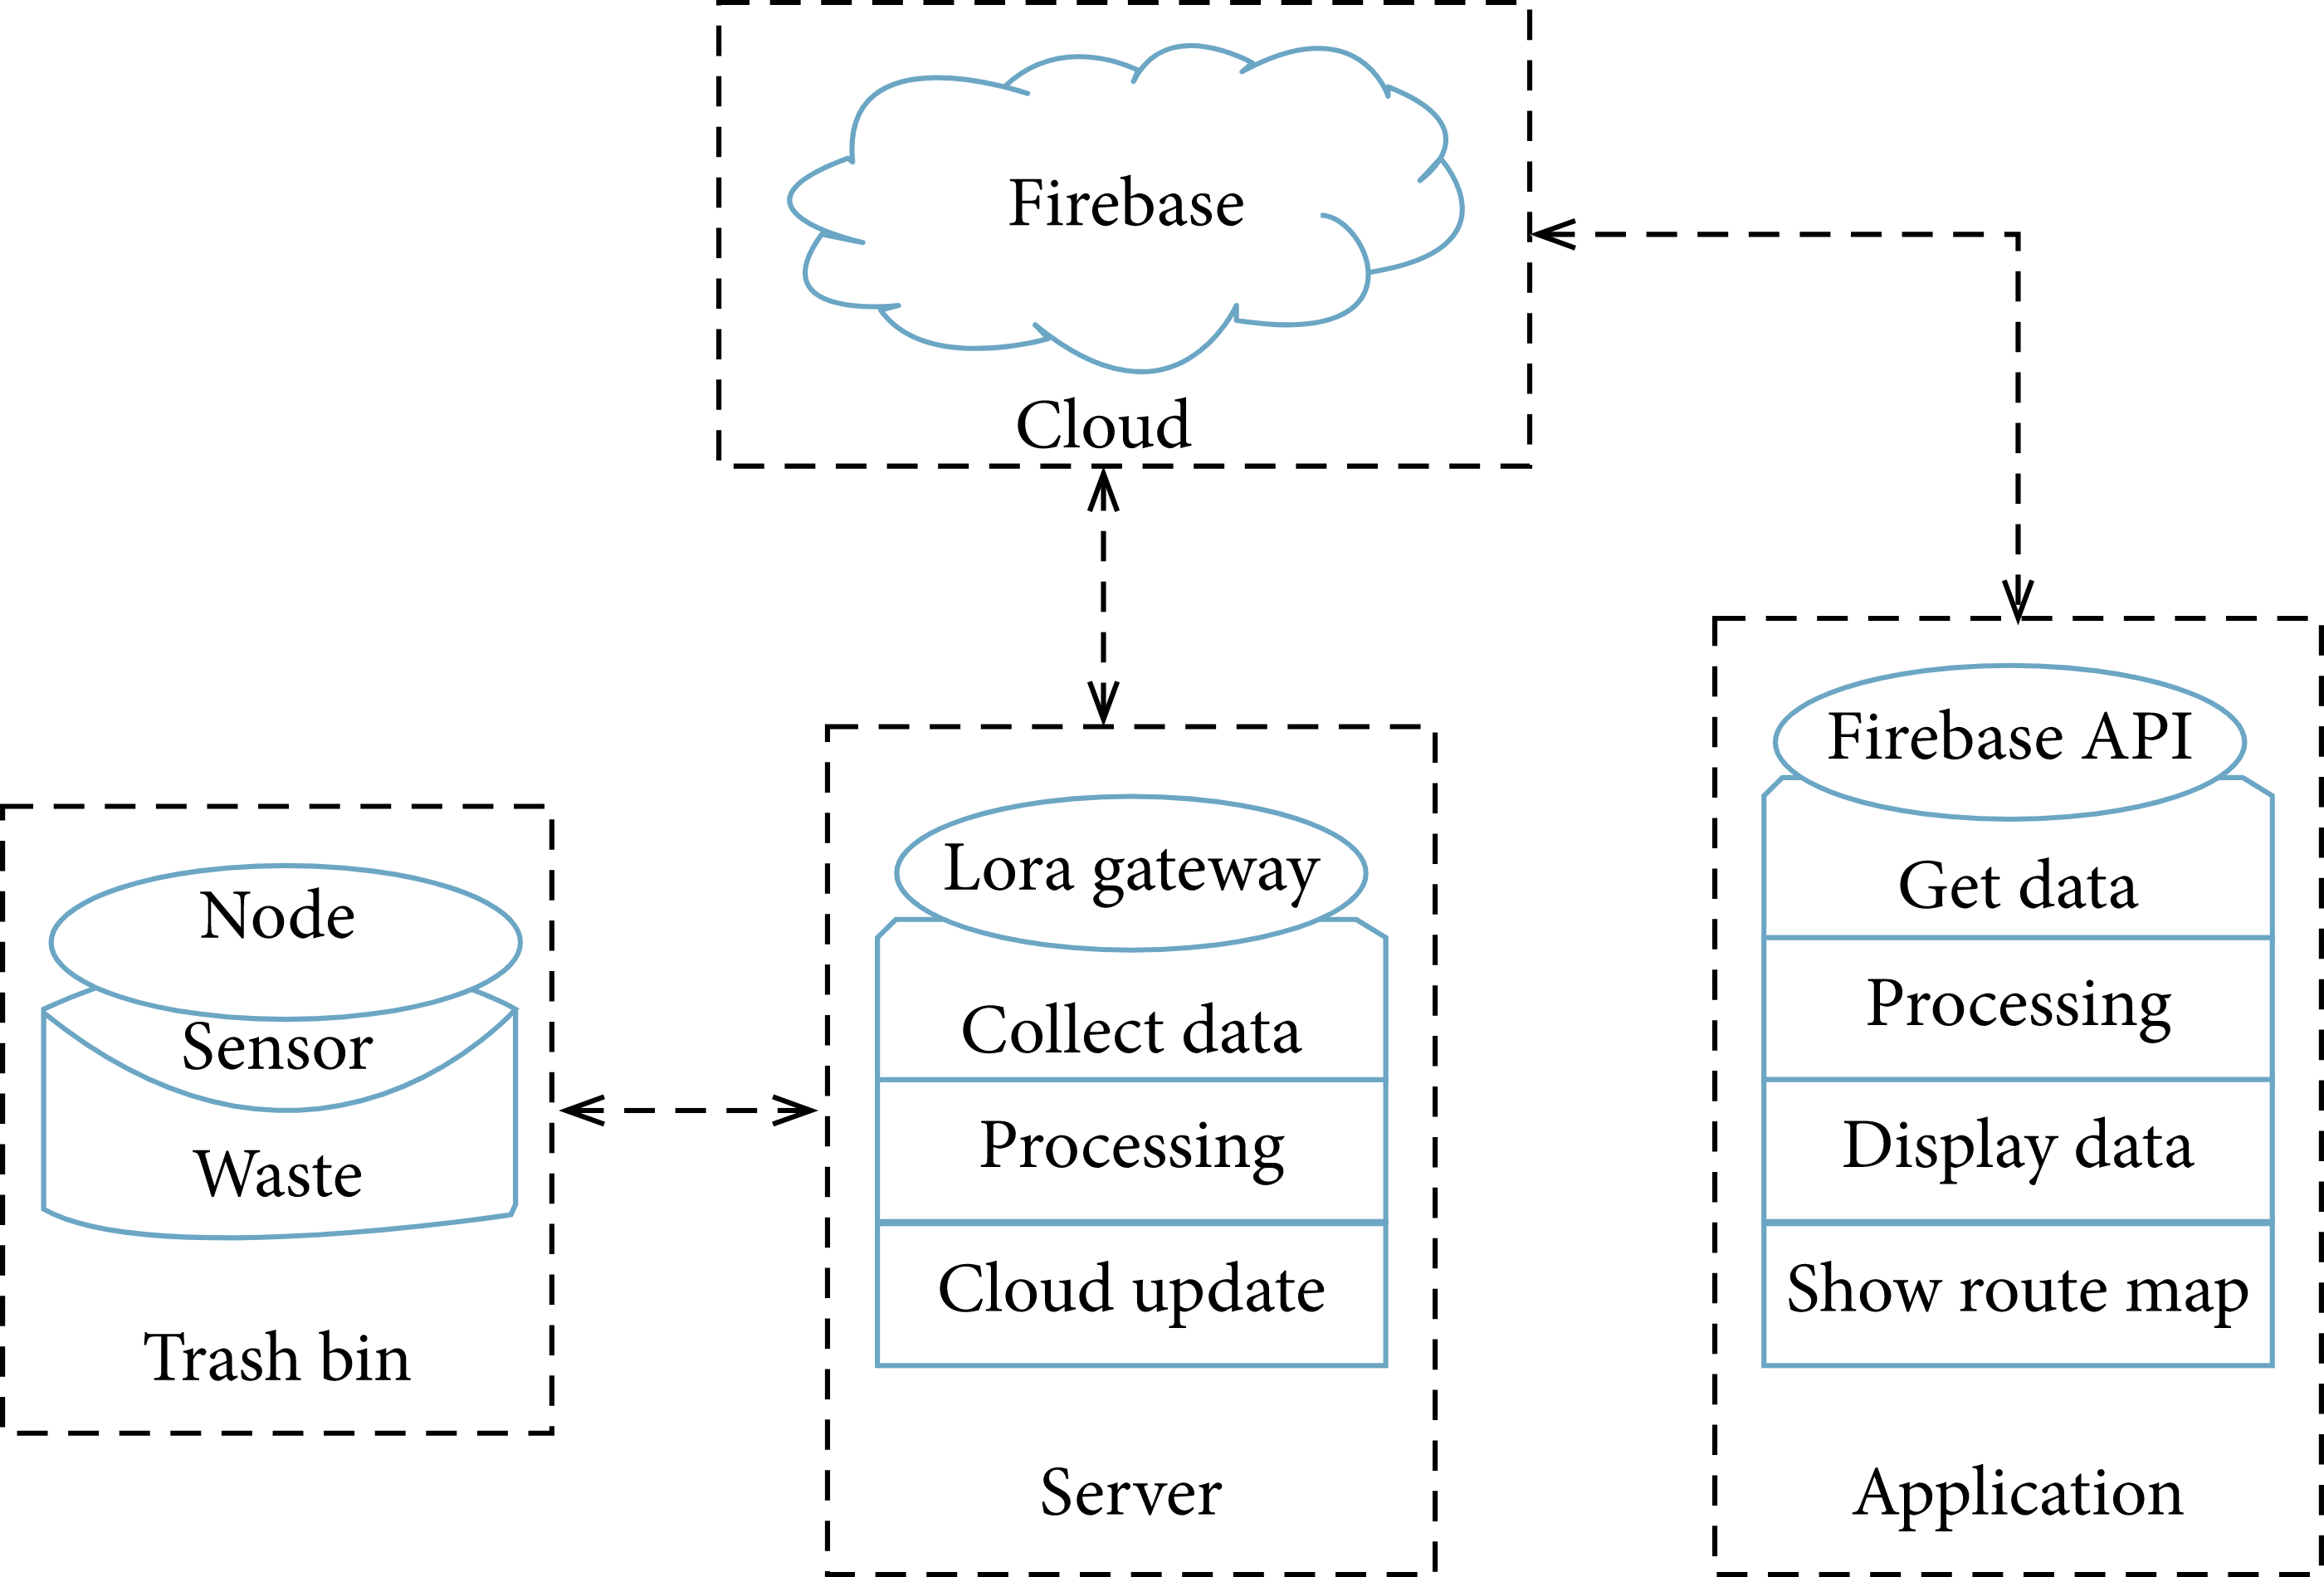 Firebase
Cloud
Node
Sensor
Waste
Trash bin
Lora gateway
Collect data
Processing
Cloud update
Server
Firebase API
Get data
Processing
Display data
Show route map
Application